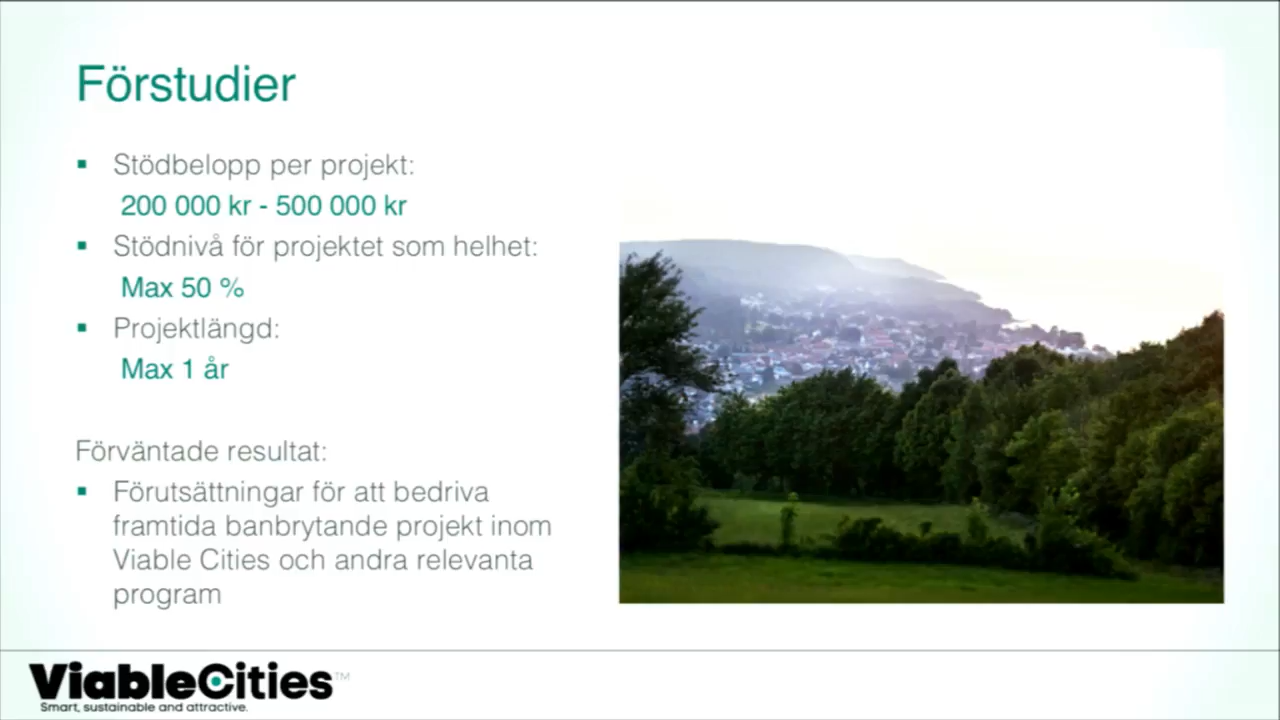 Förstudier
Stödbelopp per projekt:
200 000 kr - 500 000 kr
Stödnivå för projektet som helhet:
Max 50 %
Projektlängd:
Max 1 år
Förväntade resultat:
Förutsättningar för att bedriva
framtida banbrytande projekt inom
Viable Cities och andra relevanta
program
ViableCities™
Smart, sustainable and attractive.